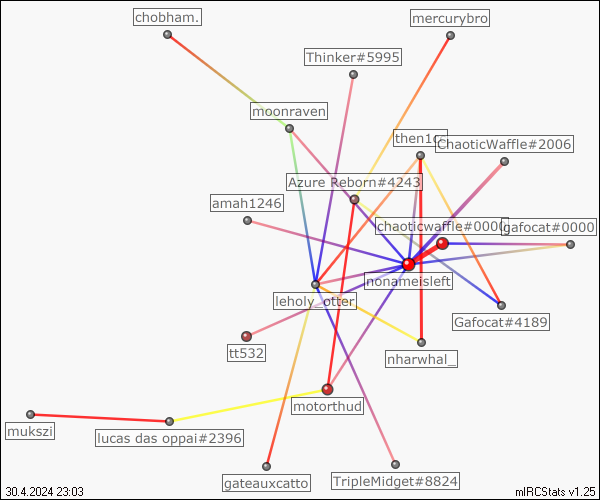 chobham.
mercurybro
Thinker#5995
moonraven
then1c
ChaoticWaffle#2006
Azure Reborn#4243
amah1246
chaoticwaffle#0000
gafocat#0000
nonameisleft
leholy_otter
Gafocat#4189
tt532
nharwhal_
motorthud
mukszi
lucas das oppai#2396
gateauxcatto
TripleMidget#8824
30.4.2024 23:03
mIRCStats v1.25